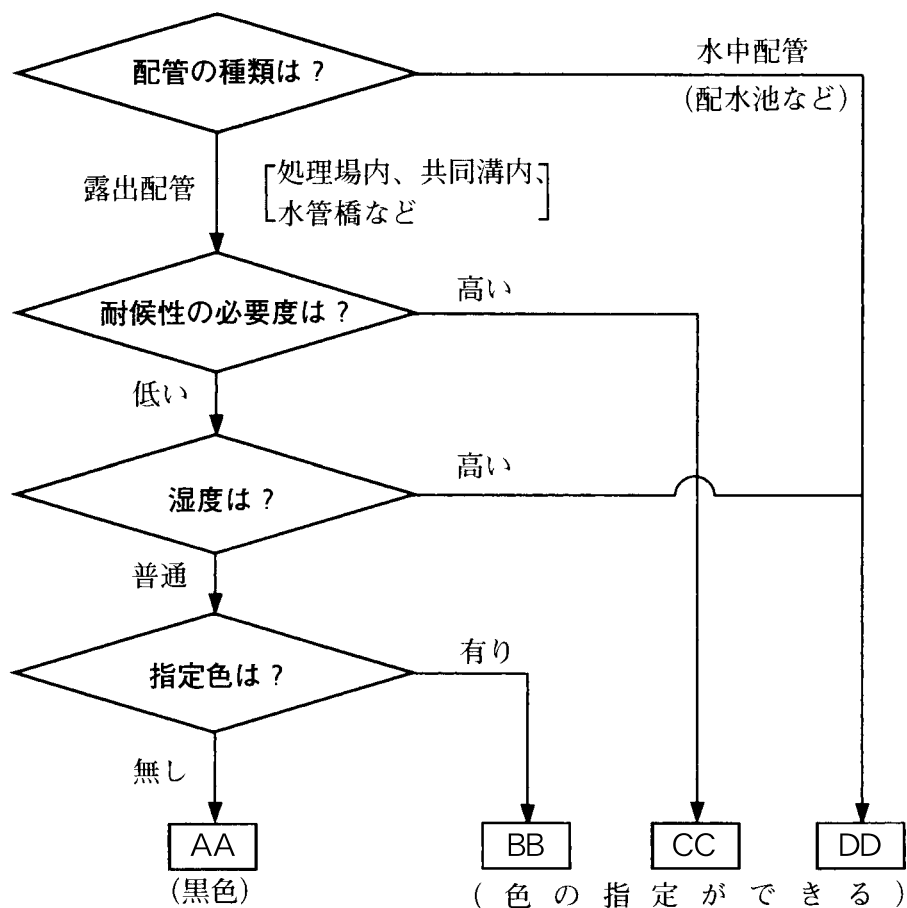 配管の種類は？
水中配管
(配水池など)
露出配管
処理場内、共同溝内、
水管橋など
耐候性の必要度は？
高い
低い
湿度は？
高い
普通
指定色は？
有り
無し
AA
BB
CC
DD
(黒色)
(色の指定ができる)